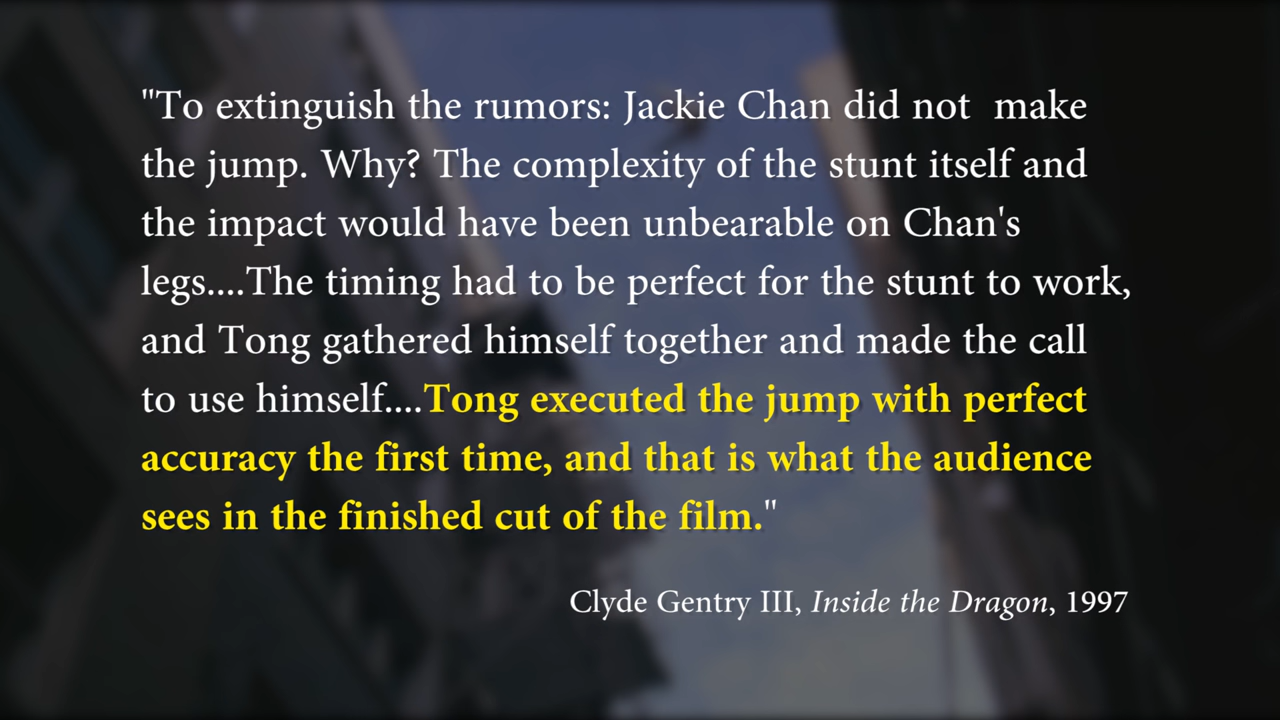 "To extinguish the rumors: Jackie Chan did not  make
the jump. Why? The complexity of the stunt itself and
the impact would have been unbearable on Chan's
legs....The timing had to be perfect for the stunt to work,
and Tong gathered himself together and made the call
to use himself....Tong executed the jump with perfect
accuracy the first time, and that is what the audience
sees in the finished cut of the film."
Clyde Gentry III, Inside the Dragon, 1997